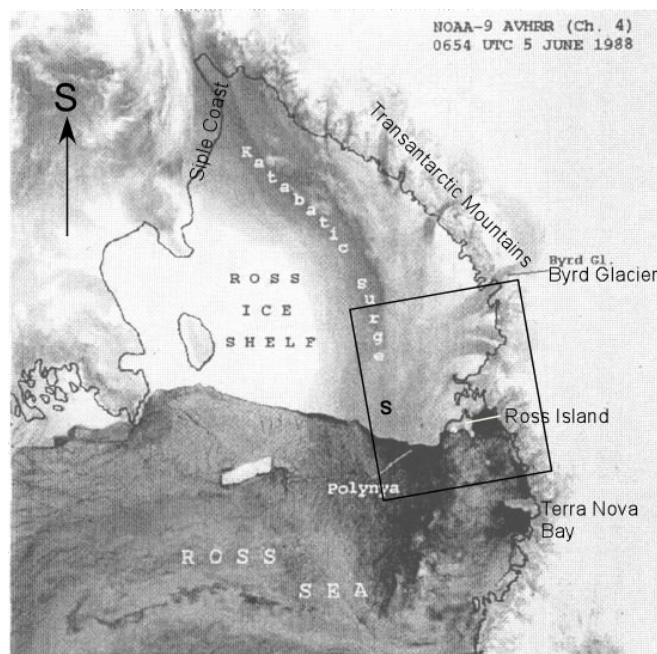 NOAA-9 AVHRR (Ch. 4)
0654 UTC 5 JUNE 1988
S
Siple Coast
Transantarctic Mountains
Katabatic Surge
Byrd Gl.
Byrd Glacier
ROSS
ICE
SHELF
S
Ross Island
Polynya
Terra Nova
Bay
ROSS
SEA